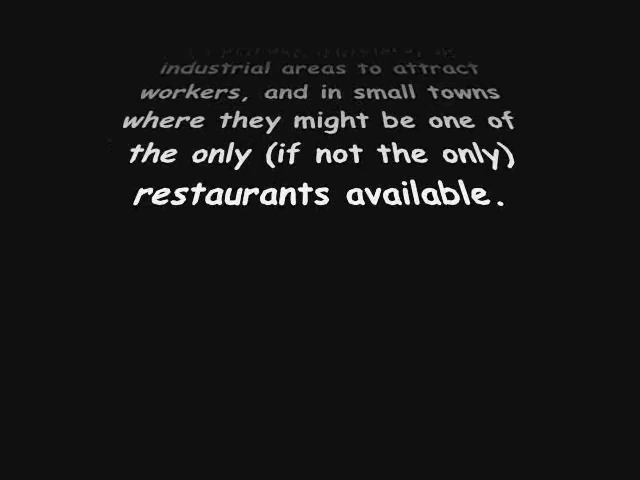 industrial areas to attract
workers, and in small towns
where they might be one of
the only (if not the only)
restaurants available.